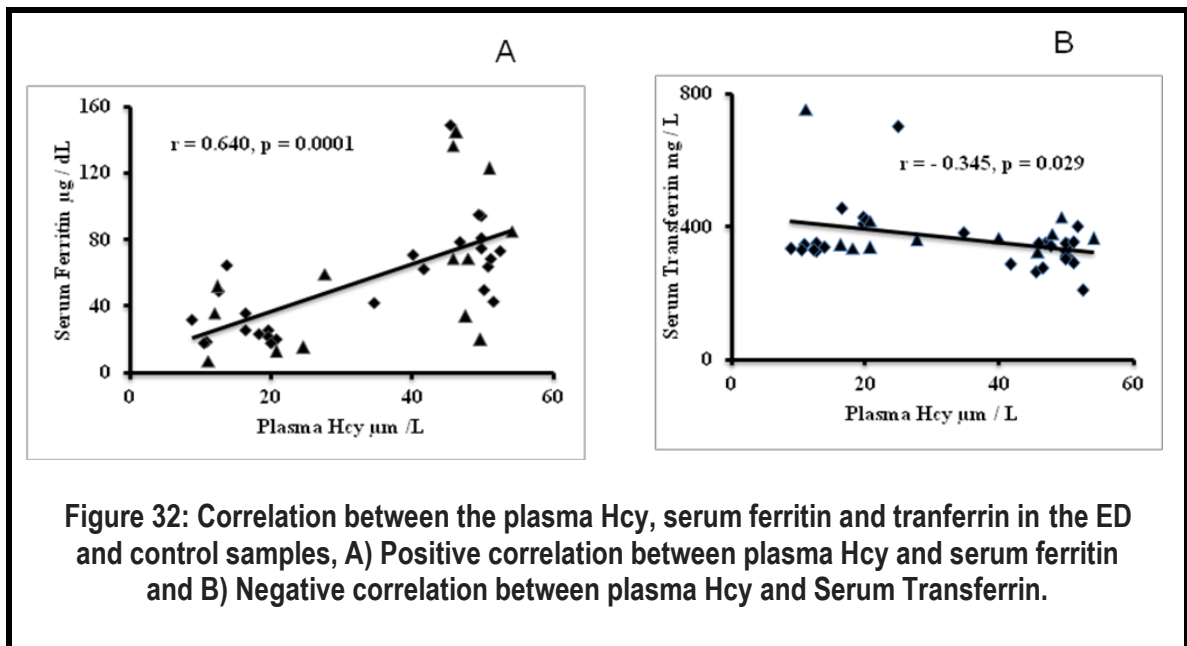 A
160
120
80
40
0
0
20
40
60
r = 0.640, p = 0.0001
Serum Ferritin µg / dL
Plasma Hcy µm /L
B
800
400
0
0
20
40
60
r = - 0.345, p = 0.029
Serum Transferrin mg / L
Plasma Hcy µm / L
Figure 32: Correlation between the plasma Hcy, serum ferritin and tranferrin in the ED
and control samples, A) Positive correlation between plasma Hcy and serum ferritin
and B) Negative correlation between plasma Hcy and Serum Transferrin.